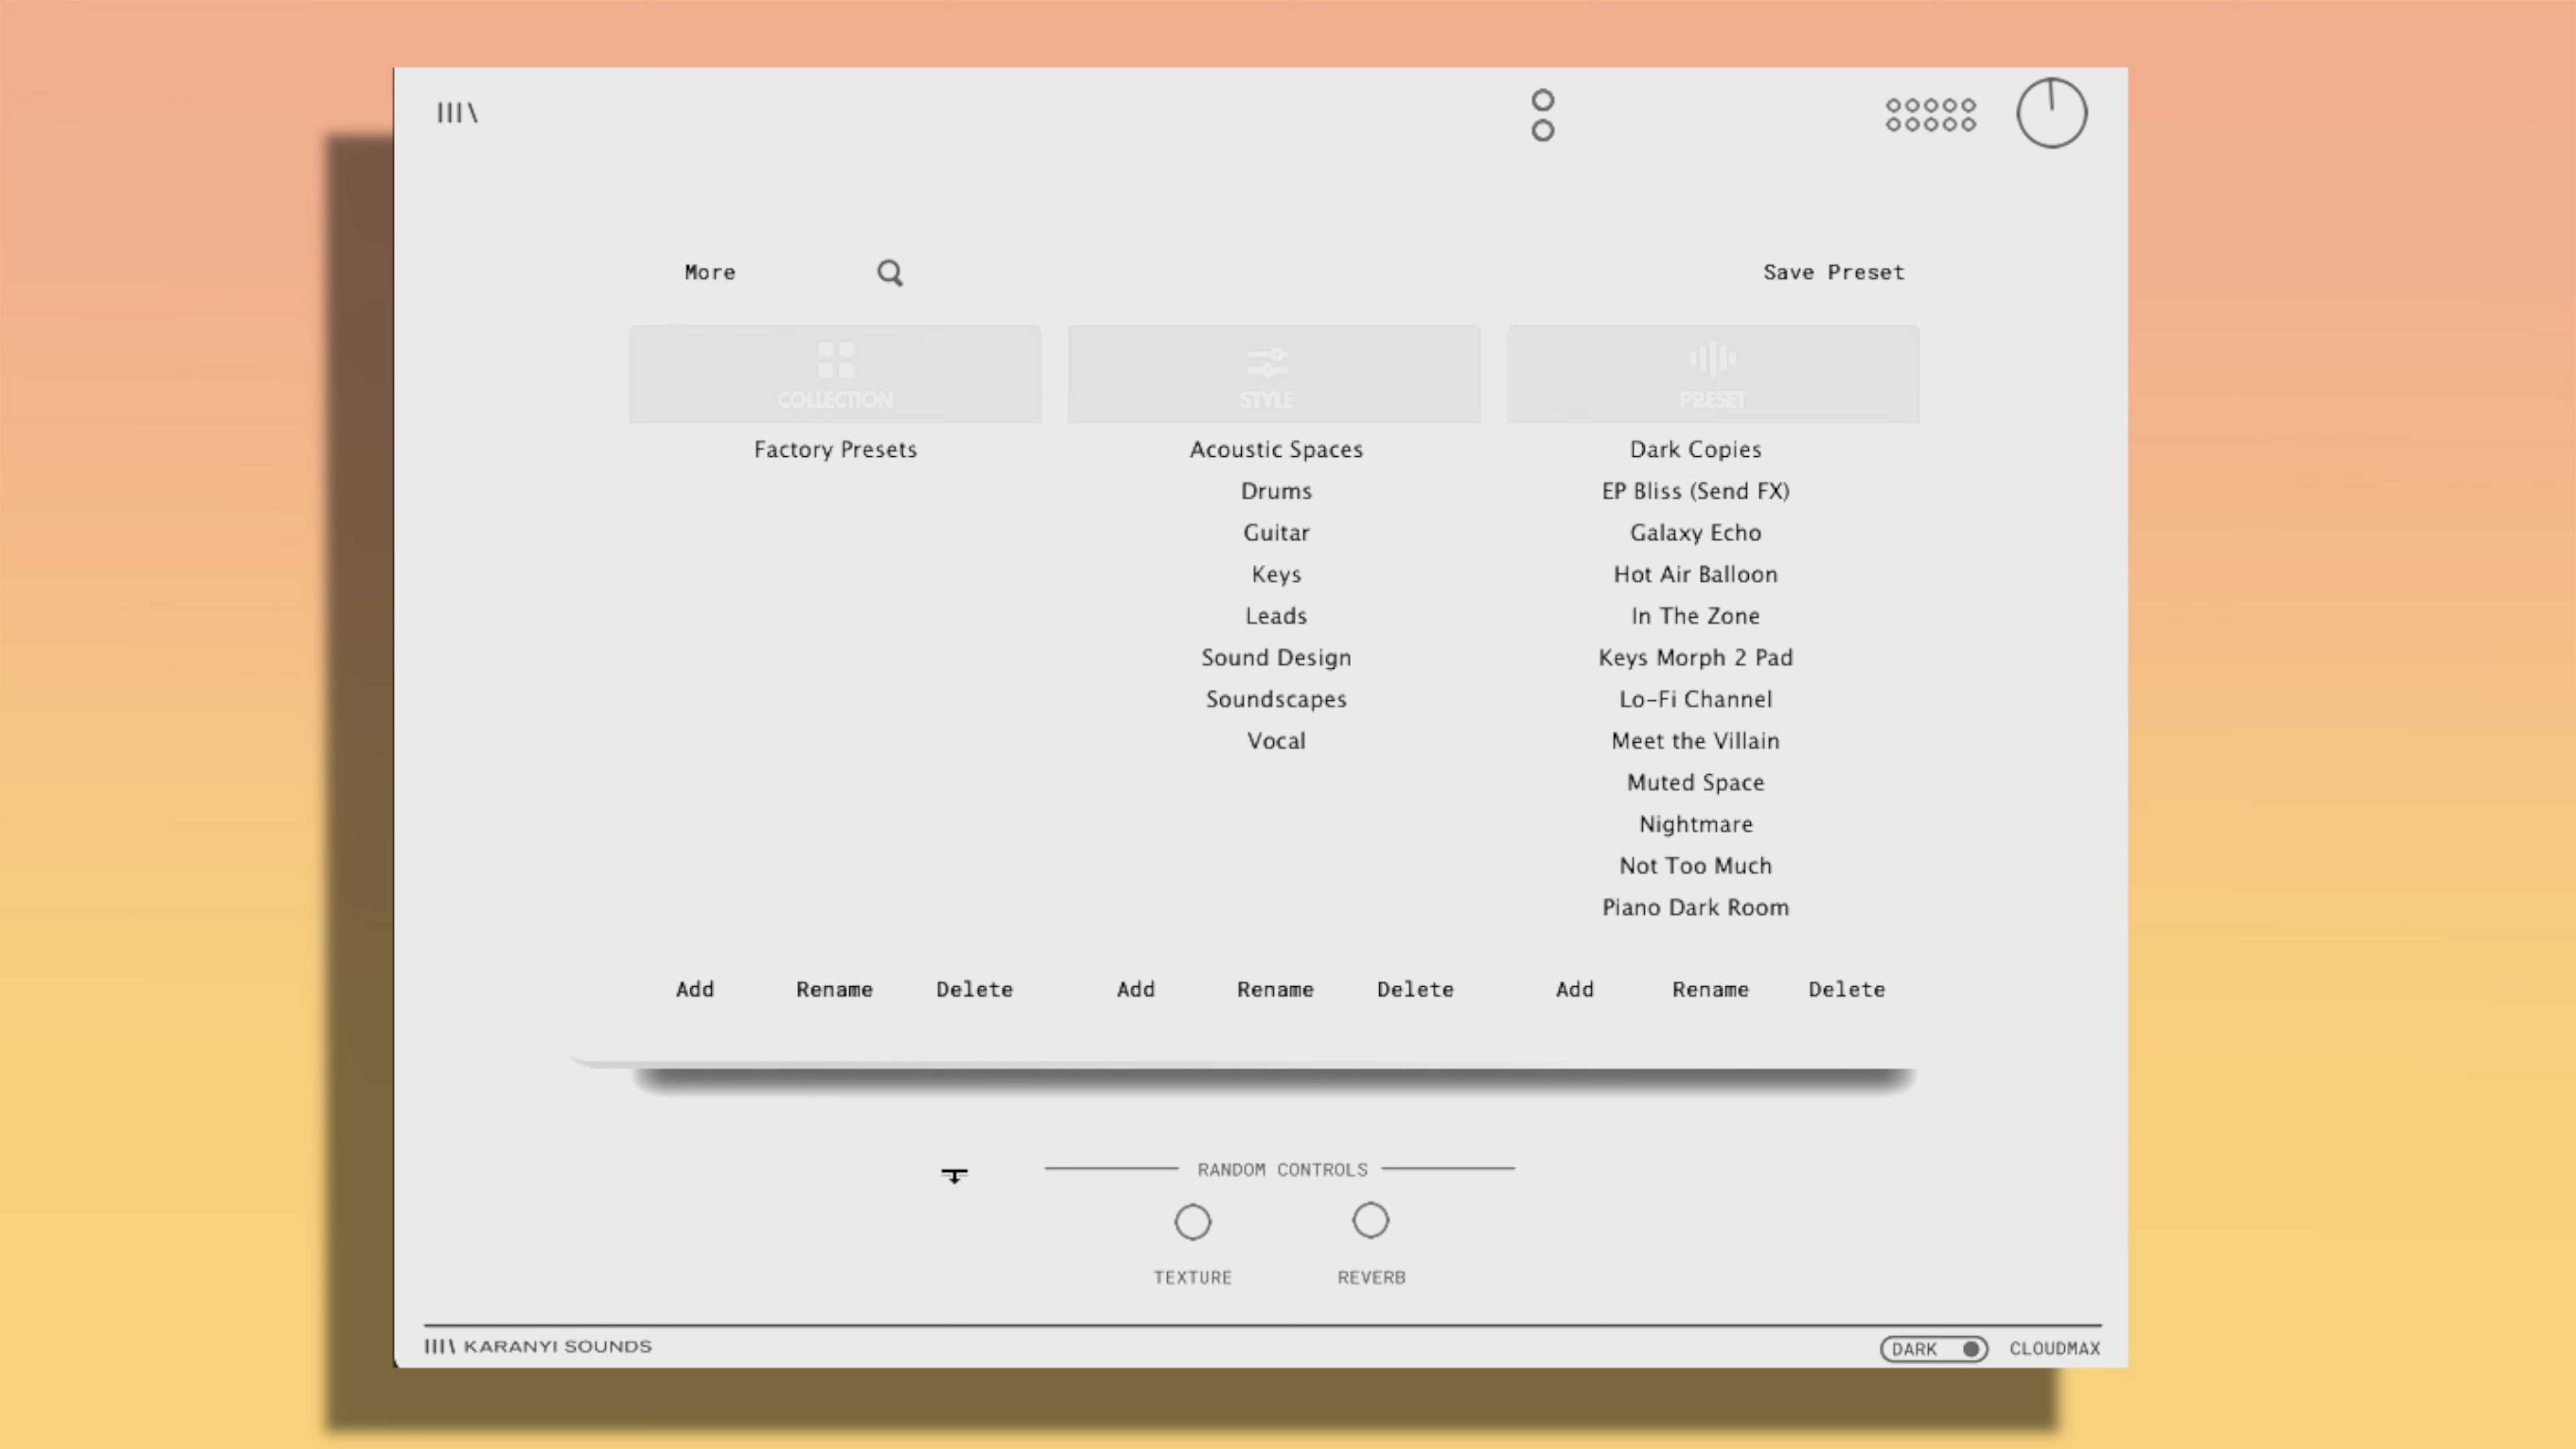 More
Save Preset
COLLECTION
STYLE
PRESET
Factory Presets
Acoustic Spaces
Drums
Guitar
Keys
Leads
Sound Design
Soundscapes
Vocal
Dark Copies
EP Bliss (Send FX)
Galaxy Echo
Hot Air Balloon
In The Zone
Keys Morph 2 Pad
Lo-Fi Channel
Meet the Villain
Muted Space
Nightmare
Not Too Much
Piano Dark Room
Add Rename Delete
Add Rename Delete
Add Rename Delete
RANDOM CONTROLS
TEXTURE
REVERB
KARANYI SOUNDS
DARK
CLOUDMAX